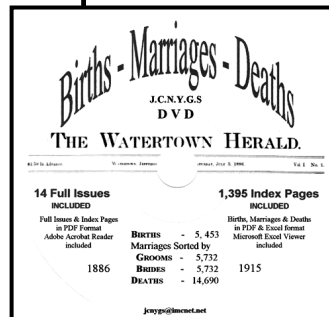 Births - Marriages - Deaths
J.C.N.Y.G.S
DVD
THE WATERTOWN HERALD.
14 Full Issues
INCLUDED
Full Issues & Index Pages
in PDF Format
Adobe Acrobat Reader
included
1886
1,395 Index Pages
INCLUDED
Births, Marriages & Deaths
in PDF & Excel format
Microsoft Excel Viewer
included
1915
BIRTHS - 5, 453
Marriages Sorted by
GROOMS - 5,732
BRIDES - 5,732
DEATHS - 14,690
jcnygs@imcnet.net